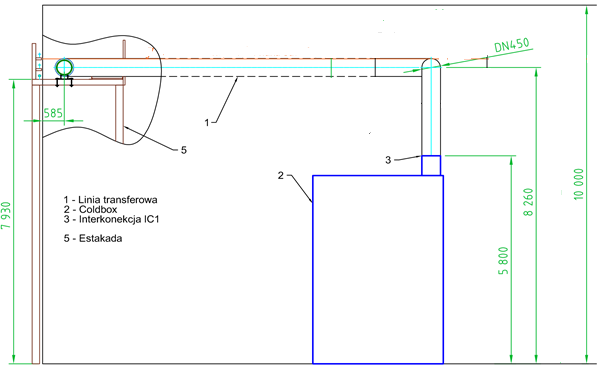 DN450
585
1
5
3
2
1 - Linia transferowa
2 - Coldbox
3 - Interkonekcja IC1
5 - Estakada
7 930
5 800
8 260
10 000